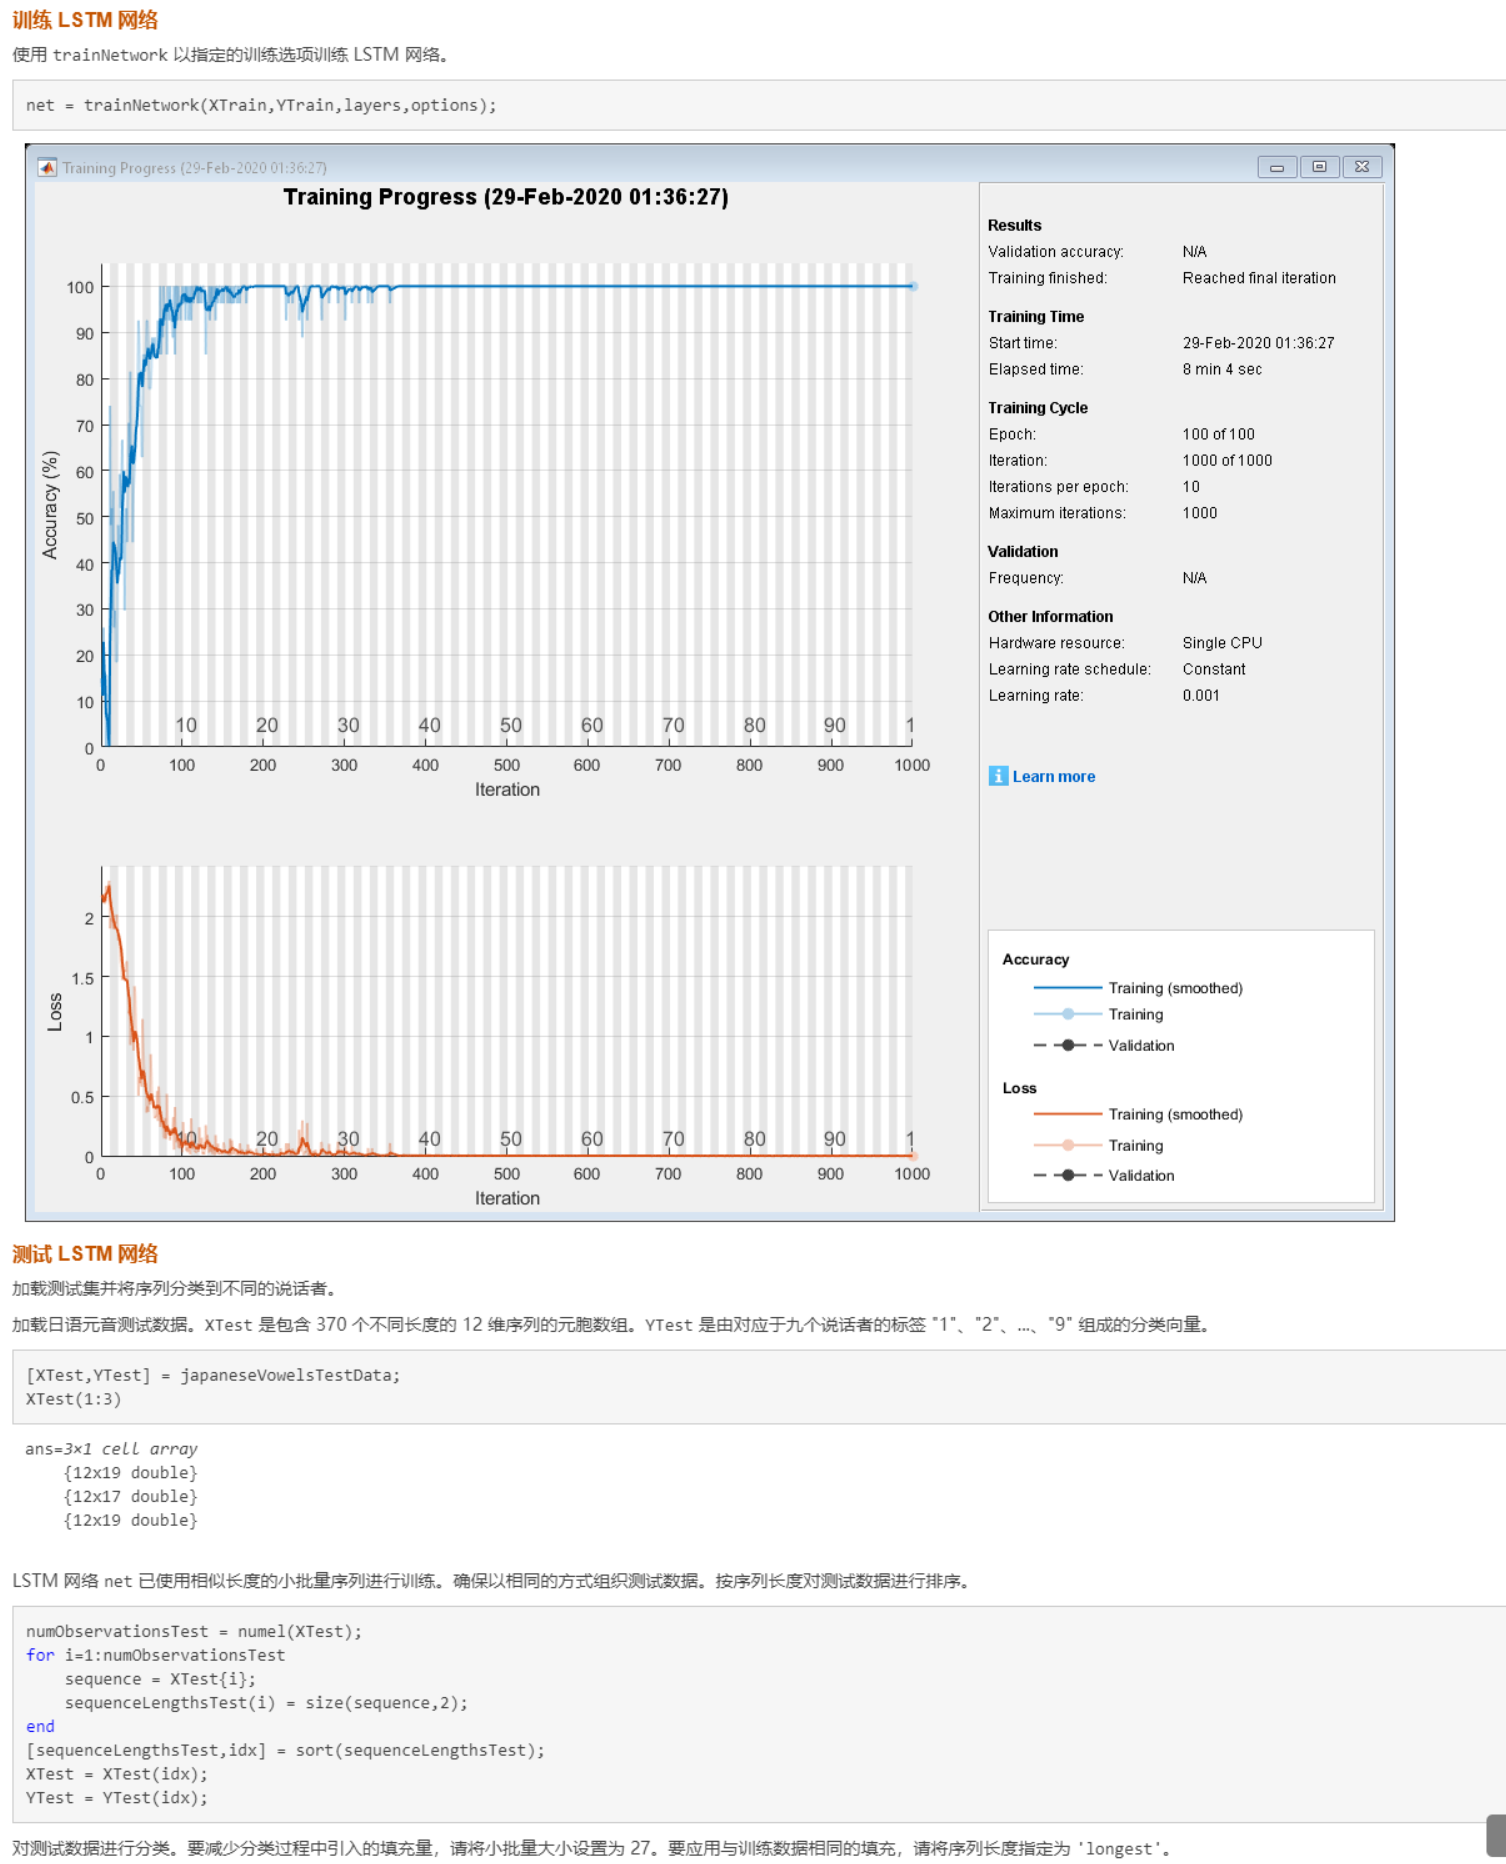 训练 LSTM 网络
使用 trainNetwork 以指定的训练选项训练 LSTM 网络。
net = trainNetwork(XTrain,YTrain,layers,options);
Training Progress (29-Feb-2020 01:36:27)
Training Progress (29-Feb-2020 01:36:27)
100
90
80
70
60
50
40
30
20
10
0
Accuracy (%)
10 20 30 40 50 60 70 80 90 1
0 100 200 300 400 500 600 700 800 900 1000
Iteration
2
1.5
1
0.5
0
Loss
10 20 30 40 50 60 70 80 90 1
0 100 200 300 400 500 600 700 800 900 1000
Iteration
Results
Validation accuracy: N/A
Training finished: Reached final iteration
Training Time
Start time: 29-Feb-2020 01:36:27
Elapsed time: 8 min 4 sec
Training Cycle
Epoch: 100 of 100
Iteration: 1000 of 1000
Iterations per epoch: 10
Maximum iterations: 1000
Validation
Frequency: N/A
Other Information
Hardware resource: Single CPU
Learning rate schedule: Constant
Learning rate: 0.001
i Learn more
Accuracy
Training (smoothed)
Training
Validation
Loss
Training (smoothed)
Training
Validation
测试 LSTM 网络
加载测试集并将序列分类到不同的说话者。
加载日语元音测试数据。XTest 是包含 370 个不同长度的 12 维序列的元胞数组。YTest 是由对应于九个说话者的标签 "1"、"2"、...、"9" 组成的分类向量。
[XTest,YTest] = japaneseVowelsTestData;
XTest(1:3)
ans=3×1 cell array
{12x19 double}
{12x17 double}
{12x19 double}
LSTM 网络 net 已使用相似长度的小批量序列进行训练。确保以相同的方式组织测试数据。按序列长度对测试数据进行排序。
numObservationsTest = numel(XTest);
for i=1:numObservationsTest
sequence = XTest{i};
sequenceLengthsTest(i) = size(sequence,2);
end
[sequenceLengthsTest,idx] = sort(sequenceLengthsTest);
XTest = XTest(idx);
YTest = YTest(idx);
对测试数据进行分类。要减少分类过程中引入的填充量，请将小批量大小设置为 27。要应用与训练数据相同的填充，请将序列长度指定为 'longest'。